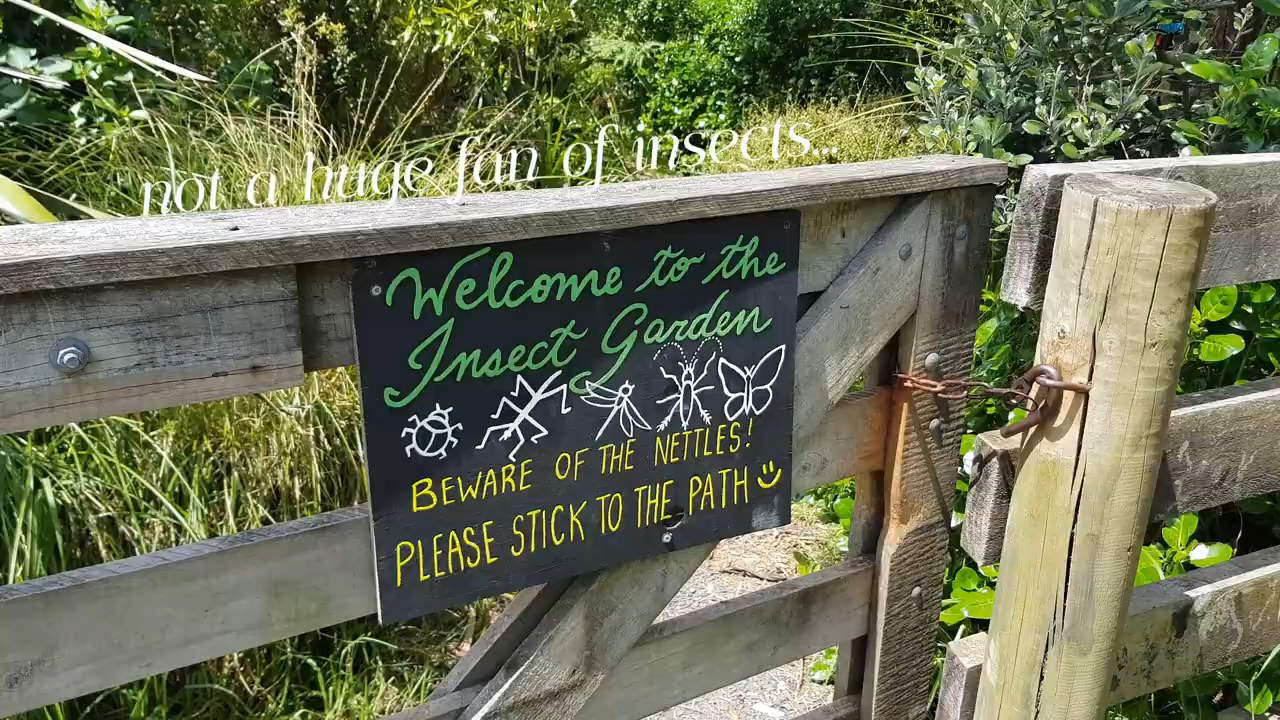 not a huge fan of insects...
Welcome to the
Insect Garden
BEWARE OF THE NETTLES!
PLEASE STICK TO THE PATH